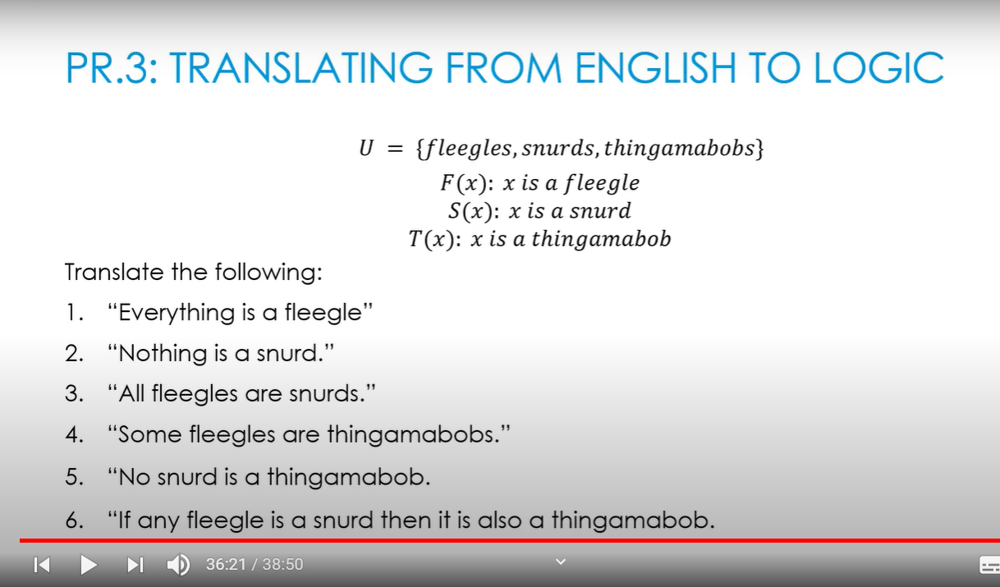 PR.3: TRANSLATING FROM ENGLISH TO LOGIC
U = {fleegles, snurds, thingamabobs}
F(x): x is a fleegle
S(x): x is a snurd
T(x): x is a thingamabob
Translate the following:
1. “Everything is a fleegle”
2. “Nothing is a snurd.”
3. “All fleegles are snurds.”
4. “Some fleegles are thingamabobs.”
5. “No snurd is a thingamabob.
6. “If any fleegle is a snurd then it is also a thingamabob.
36:21 / 38:50